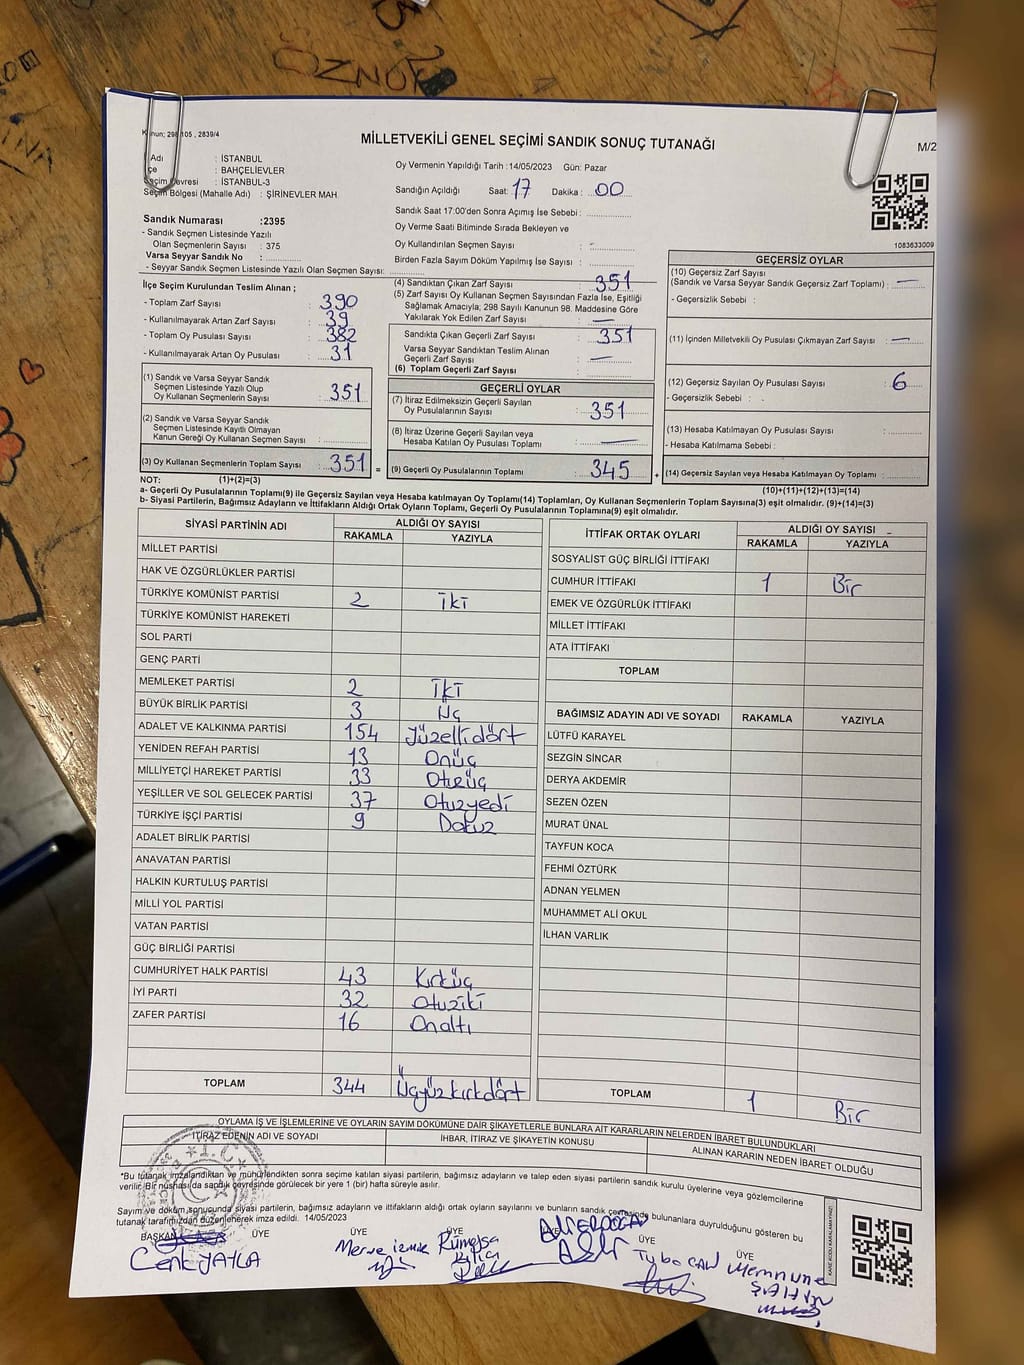 ÖZNUR
Kanun: 298/105, 2839/4
MİLLETVEKİLİ GENEL SEÇİMİ SANDIK SONUÇ TUTANAĞI
M/2
İl Adı : İSTANBUL
İlçe : BAHÇELİEVLER
Seçim Çevresi : İSTANBUL-3
Seçim Bölgesi (Mahalle Adı) : ŞİRİNEVLER MAH
Oy Vermenin Yapıldığı Tarih : 14/05/2023 Gün: Pazar
Sandığın Açıldığı Saat: 17 Dakika : 00
Sandık Saat 17:00'den Sonra Açımış İse Sebebi :
Oy Verme Saati Bitiminde Sırada Bekleyen ve
Oy Kullandırılan Seçmen Sayısı : -
Birden Fazla Sayım Döküm Yapılmış İse Sayısı :
1083633009
Sandık Numarası :2395
- Sandık Seçmen Listesinde Yazılı
Olan Seçmenlerin Sayısı : 375
Varsa Seyyar Sandık No :
- Seyyar Sandık Seçmen Listesinde Yazılı Olan Seçmen Sayısı:
İlçe Seçim Kurulundan Teslim Alınan ;
- Toplam Zarf Sayısı : 390
- Kullanılmayarak Artan Zarf Sayısı : 39
- Toplam Oy Pusulası Sayısı : 382
- Kullanılmayarak Artan Oy Pusulası : 31
(1) Sandık ve Varsa Seyyar Sandık
Seçmen Listesinde Yazılı Olup
Oy Kullanan Seçmenlerin Sayısı : 351
(2) Sandık ve Varsa Seyyar Sandık
Seçmen Listesinde Kayıtlı Olmayan
Kanun Gereği Oy Kullanan Seçmen Sayısı :
(3) Oy Kullanan Seçmenlerin Toplam Sayısı : 351 =
(4) Sandıktan Çıkan Zarf Sayısı : 351
(5) Zarf Sayısı Oy Kullanan Seçmen Sayısından Fazla İse, Eşitliği
Sağlamak Amacıyla; 298 Sayılı Kanunun 98. Maddesine Göre
Yakılarak Yok Edilen Zarf Sayısı : —
Sandıkta Çıkan Geçerli Zarf Sayısı : 351
Varsa Seyyar Sandıktan Teslim Alınan
Geçerli Zarf Sayısı : —
(6) Toplam Geçerli Zarf Sayısı :
GEÇERLİ OYLAR
(7) İtiraz Edilmeksizin Geçerli Sayılan
Oy Pusulalarının Sayısı : 351
(8) İtiraz Üzerine Geçerli Sayılan veya
Hesaba Katılan Oy Pusulası Toplamı : —
(9) Geçerli Oy Pusulalarının Toplamı : 345 +
GEÇERSİZ OYLAR
(10) Geçersiz Zarf Sayısı
(Sandık ve Varsa Seyyar Sandık Geçersiz Zarf Toplamı) : —
- Geçersizlik Sebebi :
(11) İçinden Milletvekili Oy Pusulası Çıkmayan Zarf Sayısı : —
(12) Geçersiz Sayılan Oy Pusulası Sayısı : 6
- Geçersizlik Sebebi :
(13) Hesaba Katılmayan Oy Pusulası Sayısı :
- Hesaba Katılmama Sebebi :
(14) Geçersiz Sayılan veya Hesaba Katılmayan Oy Toplamı :
NOT: (1)+(2)=(3)
(10)+(11)+(12)+(13)=(14)
a- Geçerli Oy Pusulalarının Toplamı(9) ile Geçersiz Sayılan veya Hesaba katılmayan Oy Toplamı(14) Toplamları, Oy Kullanan Seçmenlerin Toplam Sayısına(3) eşit olmalıdır. (9)+(14)=(3)
b- Siyasi Partilerin, Bağımsız Adayların ve İttifakların Aldığı Ortak Oyların Toplamı, Geçerli Oy Pusulalarının Toplamına(9) eşit olmalıdır.
SİYASİ PARTİNİN ADI ALDIĞI OY SAYISI
RAKAMLA YAZIYLA
MİLLET PARTİSİ
HAK VE ÖZGÜRLÜKLER PARTİSİ
TÜRKİYE KOMÜNİST PARTİSİ 2 İki
TÜRKİYE KOMÜNİST HAREKETİ
SOL PARTİ
GENÇ PARTİ
MEMLEKET PARTİSİ 2 İki
BÜYÜK BİRLİK PARTİSİ 3 Üç
ADALET VE KALKINMA PARTİSİ 154 Yüzellidört
YENİDEN REFAH PARTİSİ 13 Onüç
MİLLİYETÇİ HAREKET PARTİSİ 33 Otuzüç
YEŞİLLER VE SOL GELECEK PARTİSİ 37 Otuzyedi
TÜRKİYE İŞÇİ PARTİSİ 9 Dokuz
ADALET BİRLİK PARTİSİ
ANAVATAN PARTİSİ
HALKIN KURTULUŞ PARTİSİ
MİLLİ YOL PARTİSİ
VATAN PARTİSİ
GÜÇ BİRLİĞİ PARTİSİ
CUMHURİYET HALK PARTİSİ 43 Kırküç
İYİ PARTİ 32 Otuziki
ZAFER PARTİSİ 16 Onaltı
TOPLAM 344 Üçyüzkırkdört
İTTİFAK ORTAK OYLARI ALDIĞI OY SAYISI
RAKAMLA YAZIYLA
SOSYALİST GÜÇ BİRLİĞİ İTTİFAKI
CUMHUR İTTİFAKI 1 Bir
EMEK VE ÖZGÜRLÜK İTTİFAKI
MİLLET İTTİFAKI
ATA İTTİFAKI
TOPLAM
BAĞIMSIZ ADAYIN ADI VE SOYADI RAKAMLA YAZIYLA
LÜTFÜ KARAYEL
SEZGİN SİNCAR
DERYA AKDEMİR
SEZEN ÖZEN
MURAT ÜNAL
TAYFUN KOCA
FEHMİ ÖZTÜRK
ADNAN YELMEN
MUHAMMET ALİ OKUL
İLHAN VARLIK
TOPLAM 1 Bir
OYLAMA İŞ VE İŞLEMLERİNE VE OYLARIN SAYIM DÖKÜMÜNE DAİR ŞİKAYETLERLE BUNLARA AİT KARARLARIN NELERDEN İBARET BULUNDUKLARI
İTİRAZ EDENİN ADI VE SOYADI İHBAR, İTİRAZ VE ŞİKAYETİN KONUSU ALINAN KARARIN NEDEN İBARET OLDUĞU
*Bu tutanak imzalandıktan ve mühürlendikten sonra seçime katılan siyasi partilerin, bağımsız adayların ve talep eden siyasi partilerin sandık kurulu üyelerine veya gözlemcilerine
verilir. Bir nüshası da sandık çevresinde görülecek bir yere 1 (bir) hafta süreyle asılır.
Sayım ve döküm sonucunda siyasi partilerin, bağımsız adayların ve ittifakların aldığı ortak oyların sayılarını ve bunların sandık çevresinde bulunanlara duyrulduğunu gösteren bu
tutanak tarafımızdan düzenlenerek imza edildi. 14/05/2023
T.C.
BAŞKAN ÜYE ÜYE ÜYE ÜYE ÜYE
Cenk YAYLA
Merve izmik
Rümeysa
Ali ERDOĞAN
Tuba CAN
Memnune
ŞAHİN